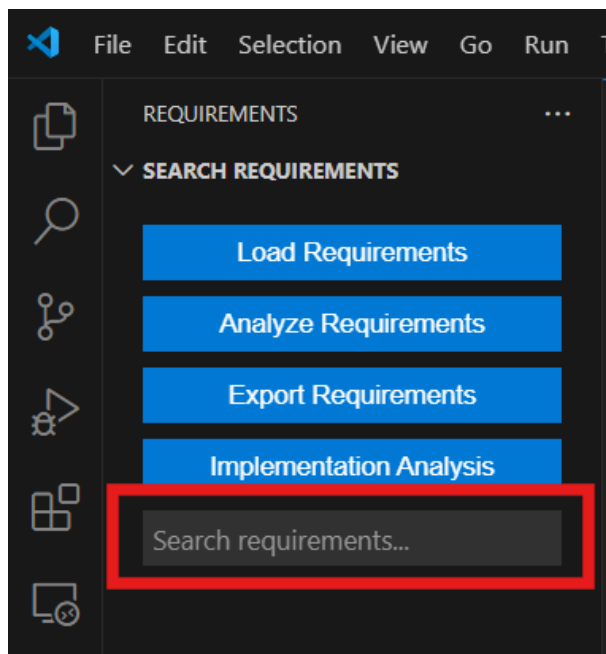 File Edit Selection View Go Run
REQUIREMENTS
SEARCH REQUIREMENTS
Load Requirements
Analyze Requirements
Export Requirements
Implementation Analysis
Search requirements...